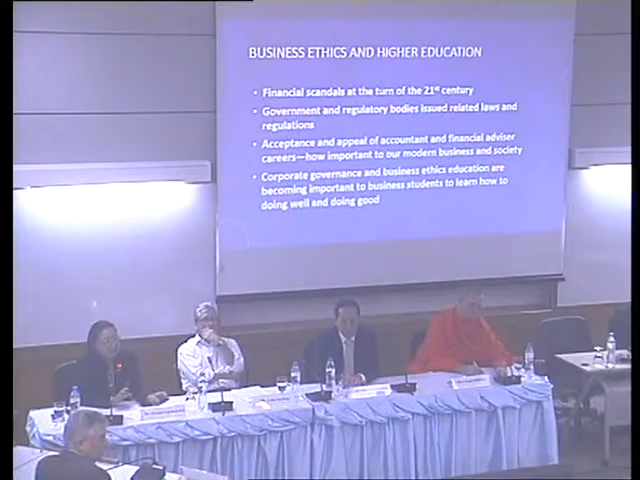 BUSINESS ETHICS AND HIGHER EDUCATION
• Financial scandals at the turn of the 21st century
• Government and regulatory bodies issued related laws and
regulations
• Acceptance and appeal of accountant and financial adviser
careers—how important to our modern business and society
• Corporate governance and business ethics education are
becoming important to business students to learn how to
doing well and doing good